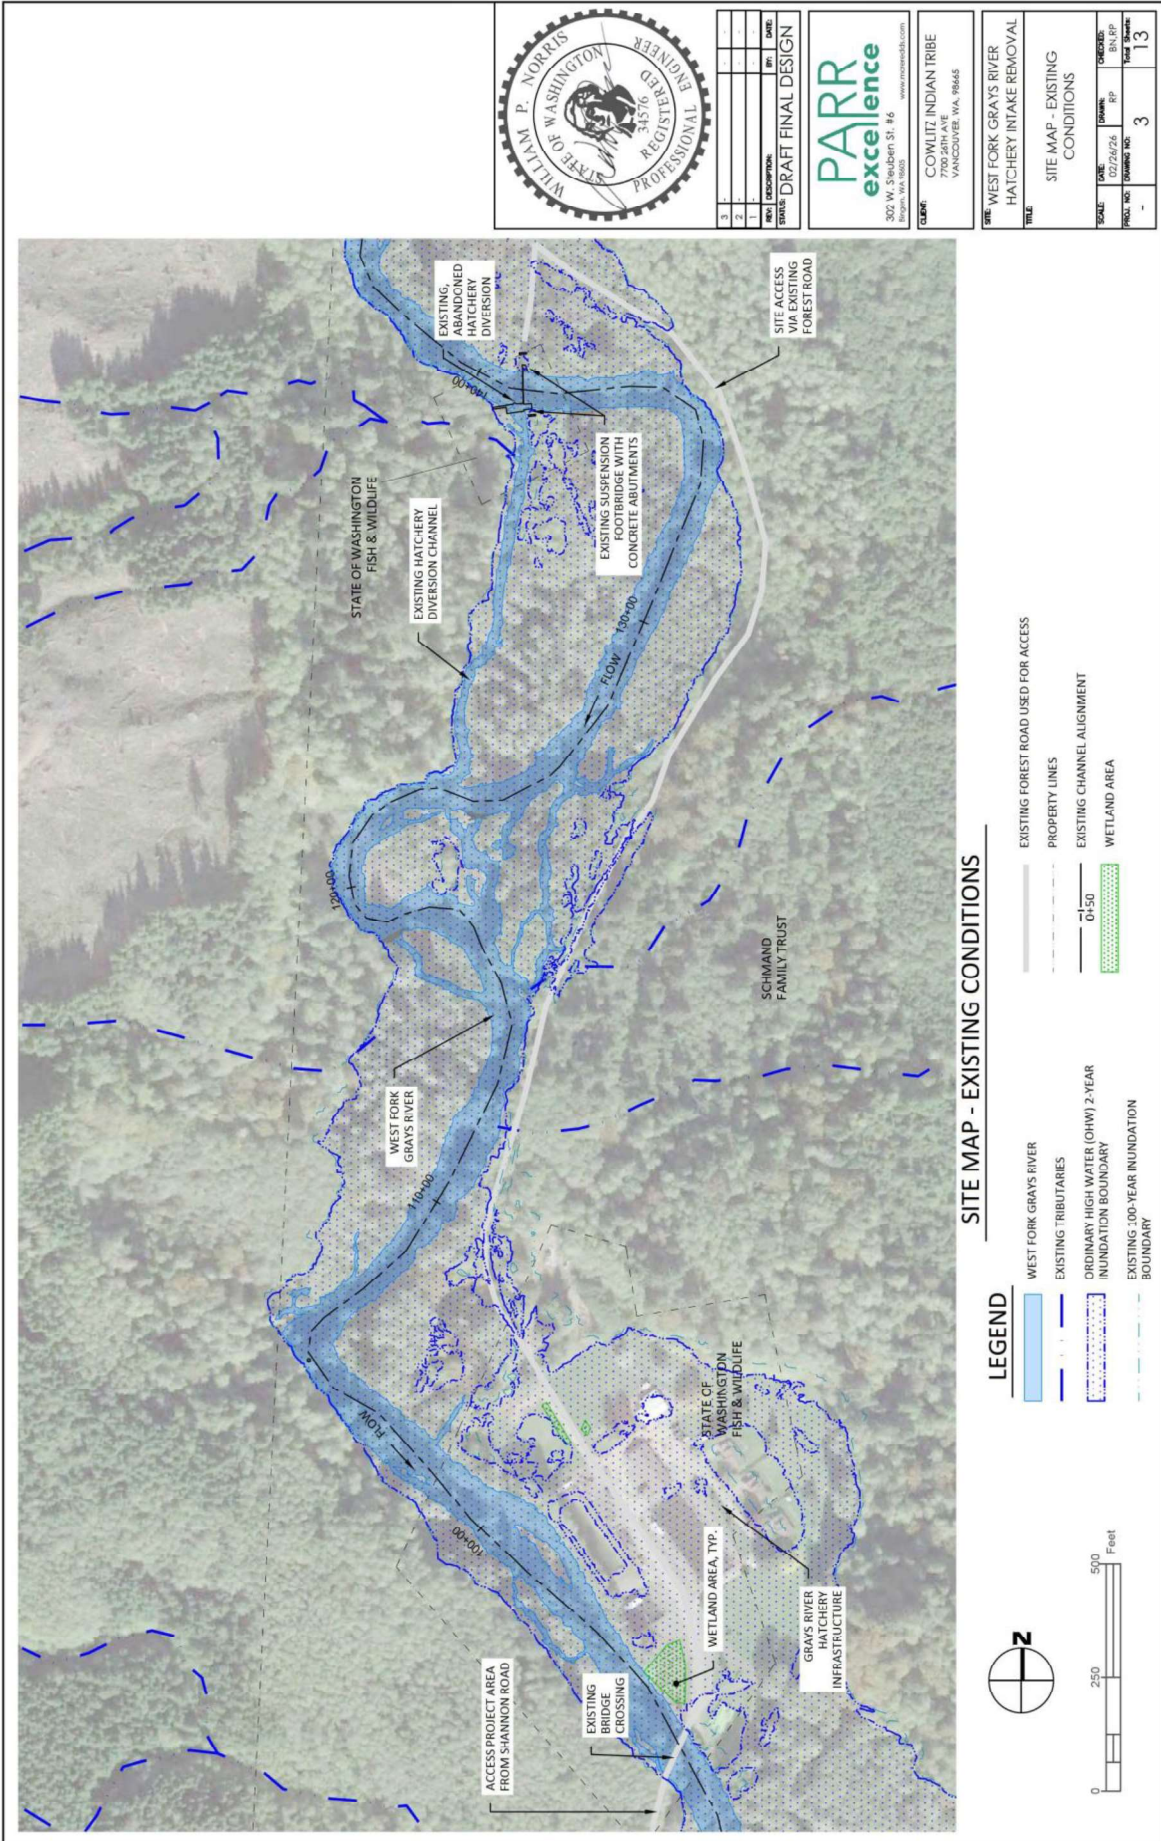 ACCESS PROJECT AREA
FROM SHANNON ROAD
EXISTING
BRIDGE
CROSSING
WETLAND AREA, TYP.
GRAYS RIVER
HATCHERY
INFRASTRUCTURE
STATE OF
WASHINGTON
FISH & WILDLIFE
100+00
FLOW
110+00
WEST FORK
GRAYS RIVER
120+00
SCHMAND
FAMILY TRUST
FLOW
130+00
EXISTING HATCHERY
DIVERSION CHANNEL
STATE OF WASHINGTON
FISH & WILDLIFE
EXISTING SUSPENSION
FOOTBRIDGE WITH
CONCRETE ABUTMENTS
140+00
EXISTING,
ABANDONED
HATCHERY
DIVERSION
SITE ACCESS
VIA EXISTING
FOREST ROAD
SITE MAP - EXISTING CONDITIONS
N
0
250
500
Feet
LEGEND
WEST FORK GRAYS RIVER
EXISTING TRIBUTARIES
ORDINARY HIGH WATER (OHW) 2-YEAR
INUNDATION BOUNDARY
EXISTING 100-YEAR INUNDATION
BOUNDARY
EXISTING FOREST ROAD USED FOR ACCESS
PROPERTY LINES
0+50
EXISTING CHANNEL ALIGNMENT
WETLAND AREA
WILLIAM P. NORRIS
STATE OF WASHINGTON
34576
REGISTERED
PROFESSIONAL ENGINEER
3 - - -
2 - - -
1 - - -
REV: DESCRIPTION: BY: DATE:
STATUS: DRAFT FINAL DESIGN
PARR
excellence
302 W. Steuben St. #6
Bingen, WA
CLIENT:
COWLITZ INDIAN TRIBE
7700 26TH AVE
VANCOUVER, WA, 98665
SITE: WEST FORK GRAYS RIVER
HATCHERY INTAKE REMOVAL
TITLE:
SITE MAP - EXISTING
CONDITIONS
SCALE: DATE: DRAWN: CHECKED:
02/26/26 RP BN,RP
PROJ. NO: DRAWING NO: Total Sheets:
- 3 13